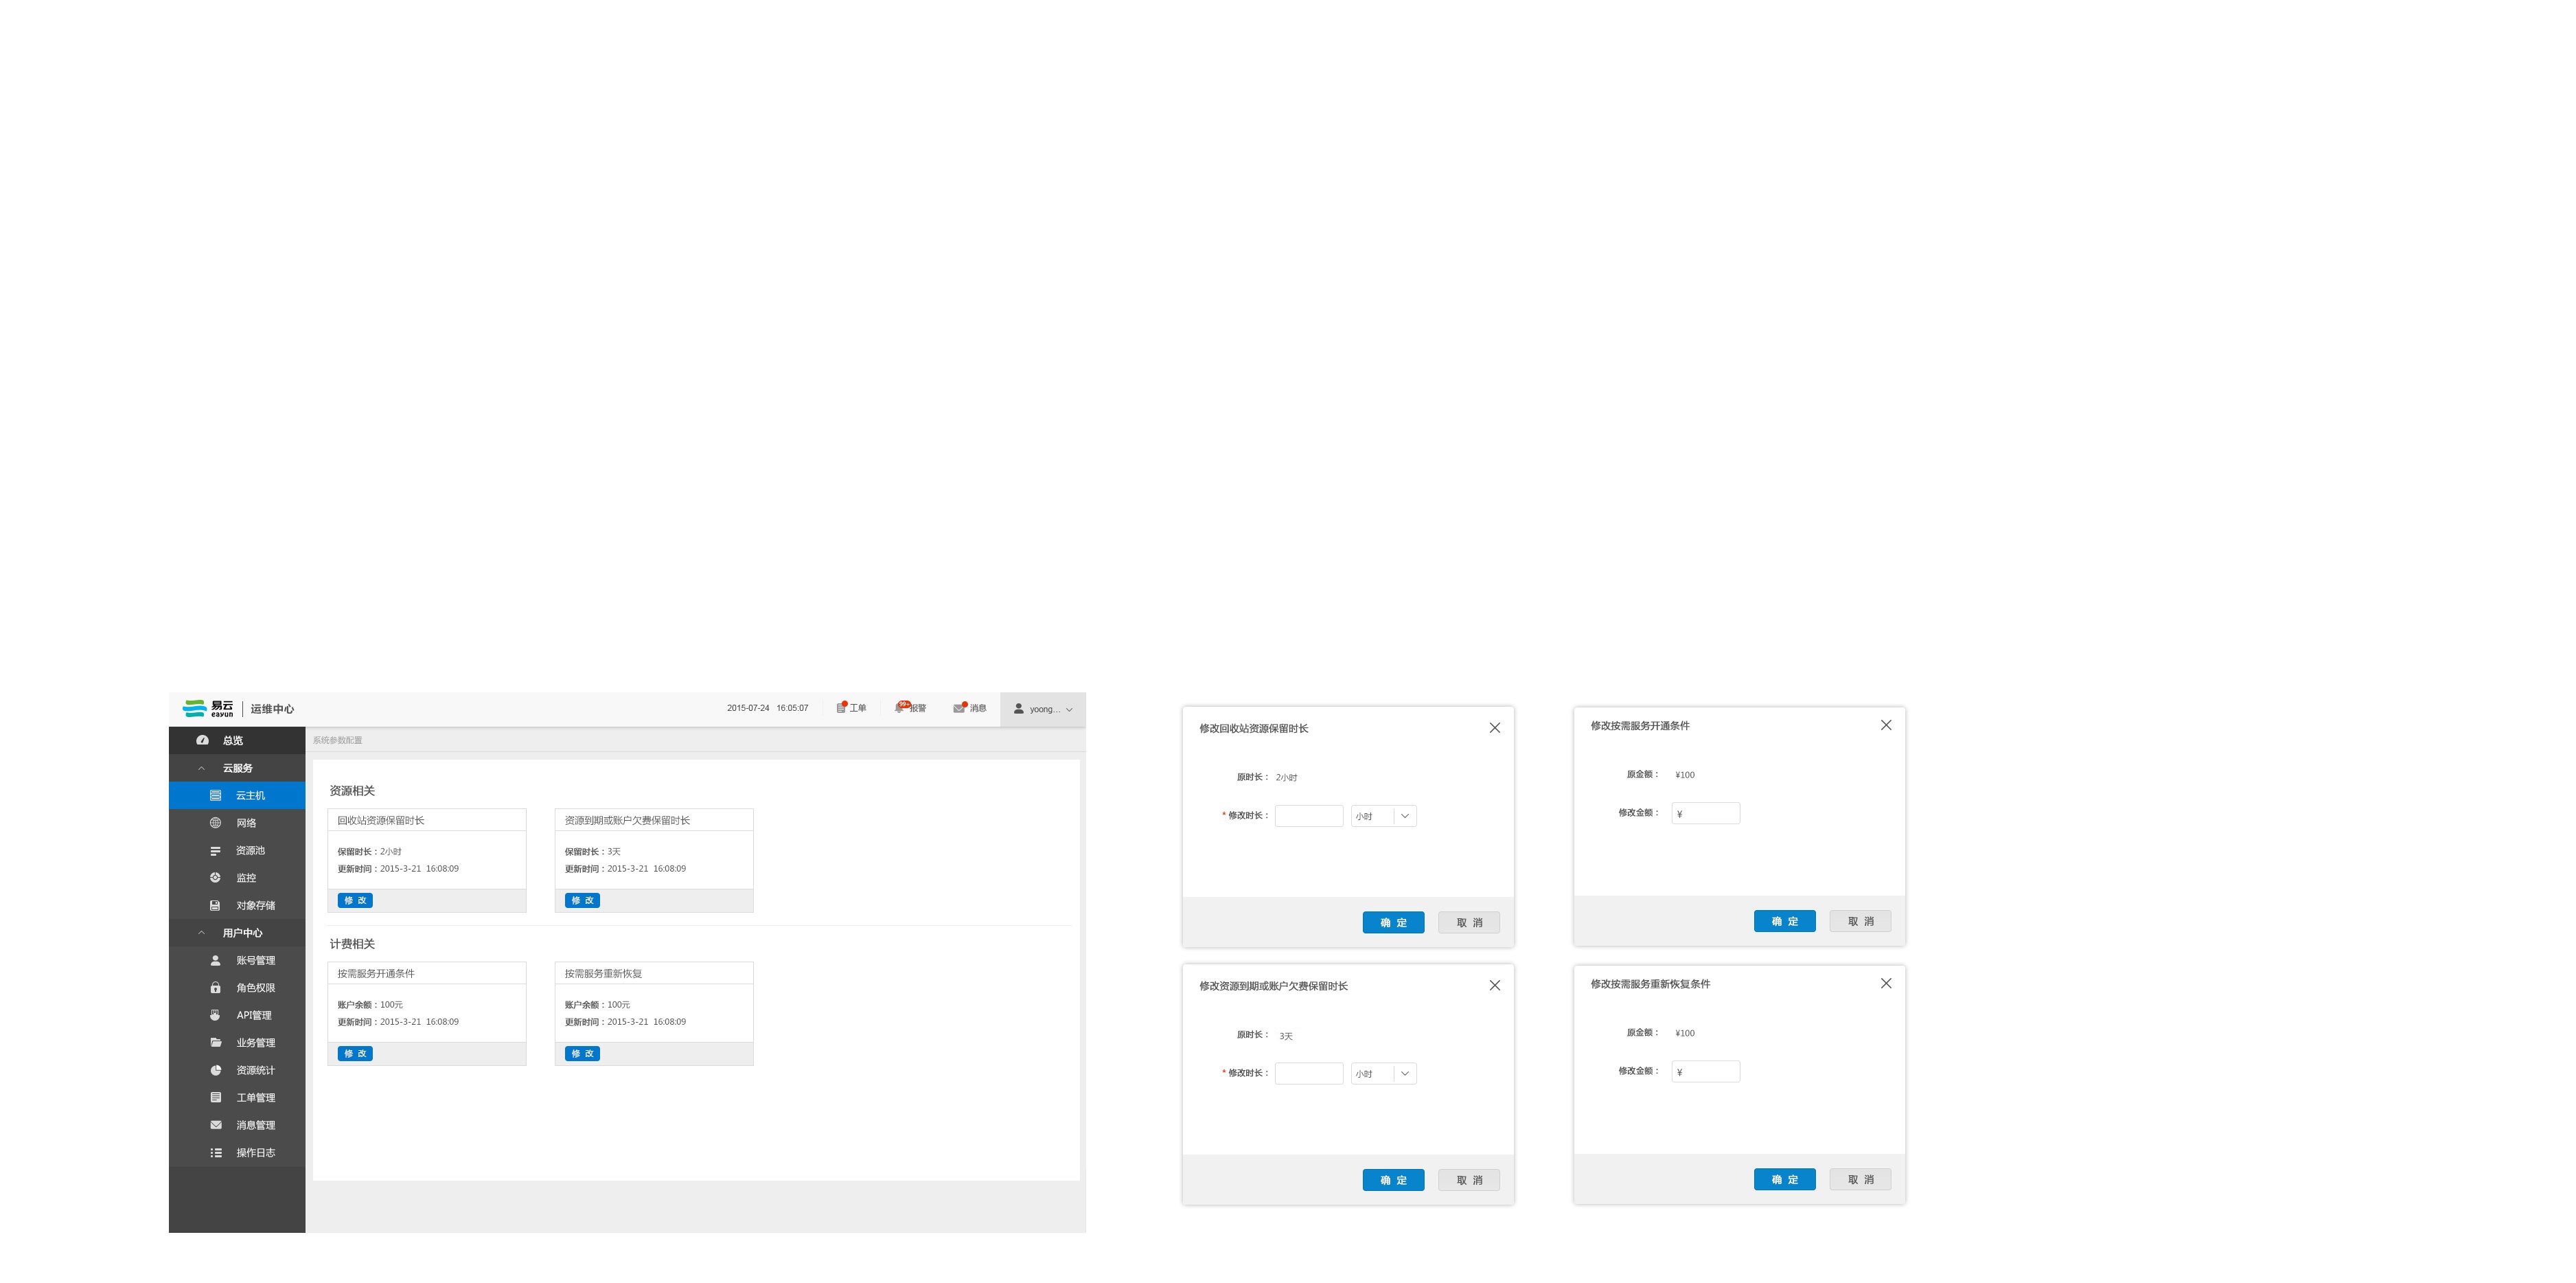 易云
eayun
运维中心
2015-07-24 16:05:07
工单
99+
报警
消息
yoong...
总览
云服务
云主机
网络
资源池
监控
对象存储
用户中心
账号管理
角色权限
API管理
业务管理
资源统计
工单管理
消息管理
操作日志
系统参数配置
资源相关
回收站资源保留时长
保留时长：2小时
更新时间：2015-3-21 16:08:09
修 改
资源到期或账户欠费保留时长
保留时长：3天
更新时间：2015-3-21 16:08:09
修 改
计费相关
按需服务开通条件
账户余额：100元
更新时间：2015-3-21 16:08:09
修 改
按需服务重新恢复
账户余额：100元
更新时间：2015-3-21 16:08:09
修 改
修改回收站资源保留时长
原时长： 2小时
* 修改时长： 小时
确 定 取 消
修改按需服务开通条件
原金额： ¥100
修改金额： ¥
确 定 取 消
修改资源到期或账户欠费保留时长
原时长： 3天
* 修改时长： 小时
确 定 取 消
修改按需服务重新恢复条件
原金额： ¥100
修改金额： ¥
确 定 取 消